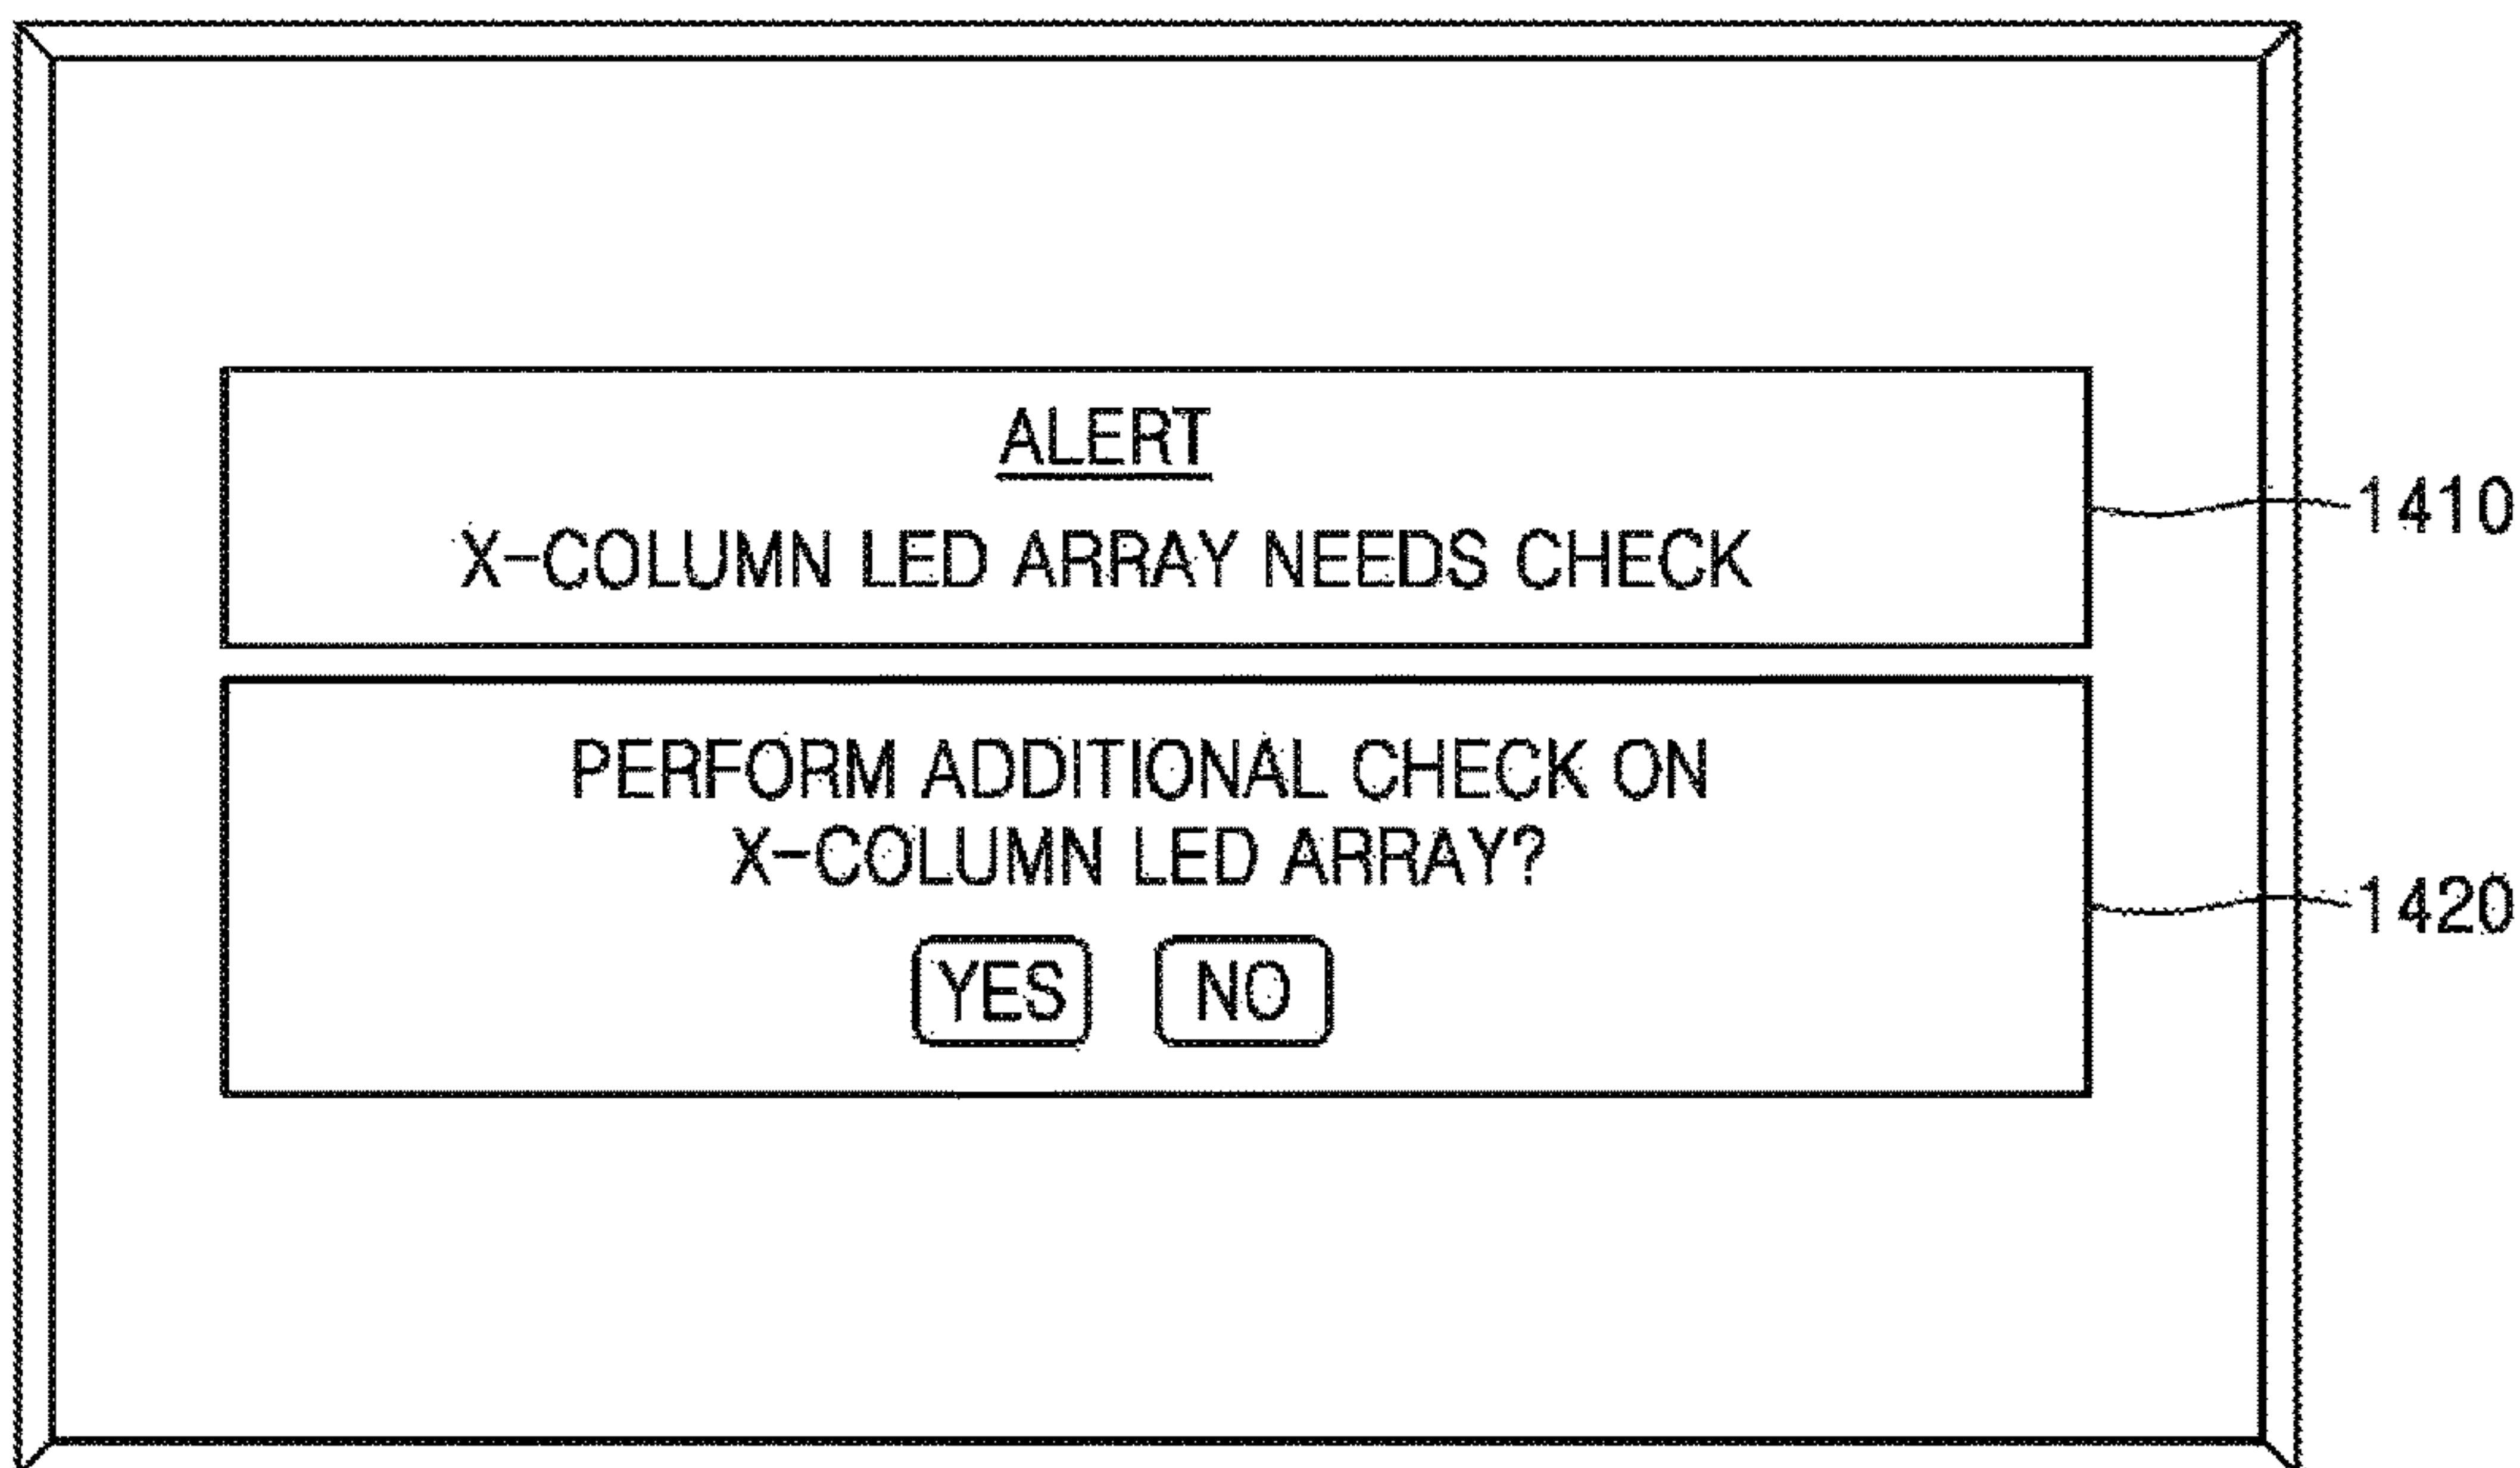 ALERT
X-COLUMN LED ARRAY NEEDS CHECK
1410
PERFORM ADDITIONAL CHECK ON
X-COLUMN LED ARRAY?
1420
YES NO